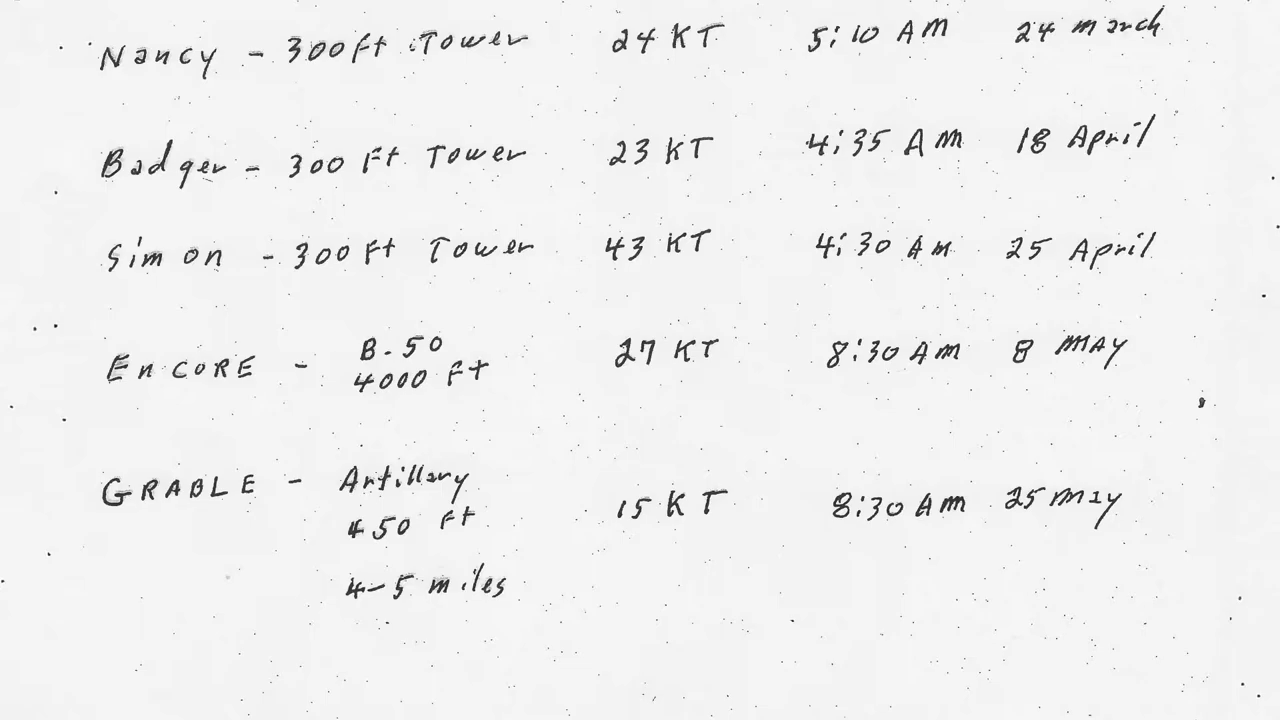 Nancy - 300 ft Tower 24 KT 5:10 AM 24 march
Badger - 300 Ft Tower 23 KT 4:35 AM 18 April
Simon - 300 Ft Tower 43 KT 4:30 Am 25 April
B-50
EnCORE - 27 KT 8:30 Am 8 MAY
4000 Ft
GRABLE - Artillary 15 KT 8:30 AM 25 may
450 Ft
4-5 miles